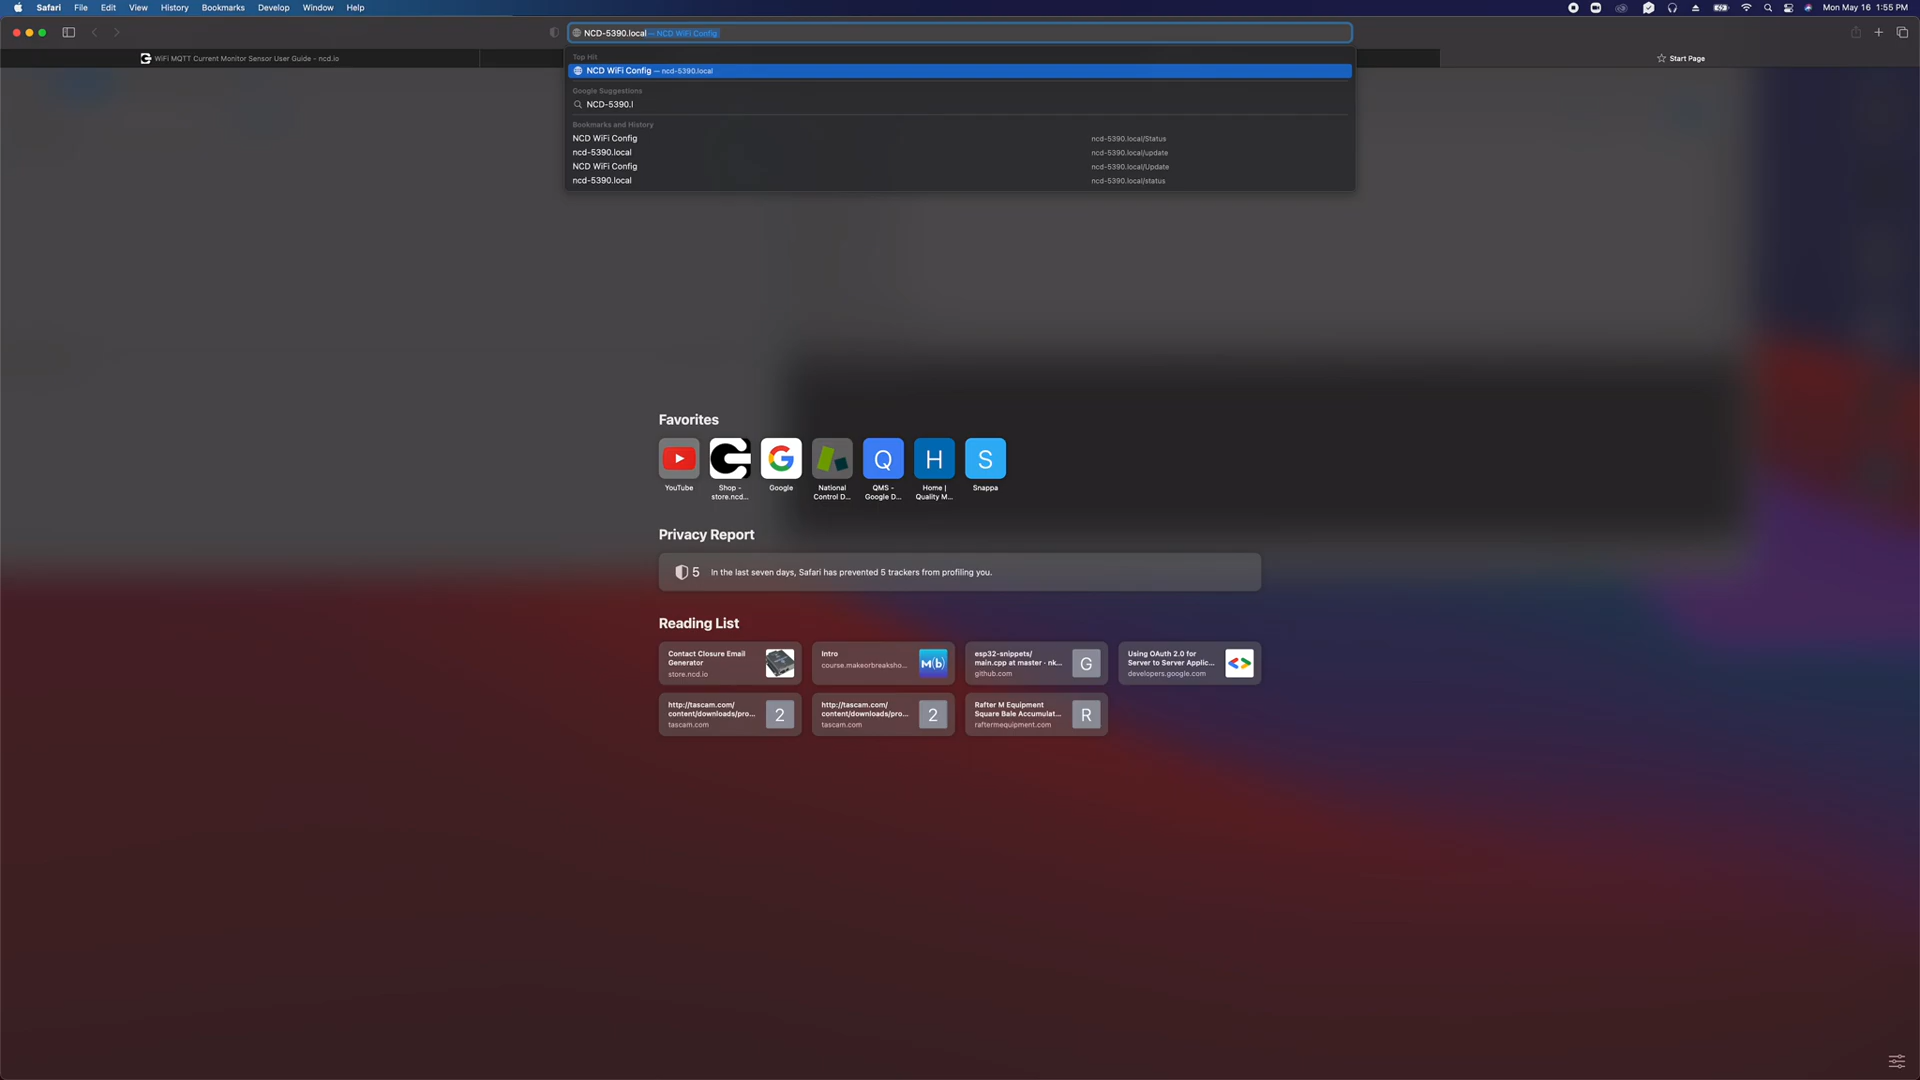 Safari File Edit View History Bookmarks Develop Window Help Mon May 16 1:55 PM
NCD-5390.local — NCD WiFi Config
WiFi MQTT Current Monitor Sensor User Guide - ncd.io
Start Page
Top Hit
NCD WiFi Config — ncd-5390.local
Google Suggestions
NCD-5390.l
Bookmarks and History
NCD WiFi Config ncd-5390.local/Status
ncd-5390.local ncd-5390.local/update
NCD WiFi Config ncd-5390.local/Update
ncd-5390.local ncd-5390.local/status
Favorites
Q H S
YouTube Shop - Google National QMS - Home | Snappa
store.ncd... Control D... Google D... Quality M...
Privacy Report
5 In the last seven days, Safari has prevented 5 trackers from profiling you.
Reading List
Contact Closure Email
Generator
store.ncd.io
Intro
course.makeorbreaksho...
M(b)
esp32-snippets/
main.cpp at master · nk...
github.com
G
Using OAuth 2.0 for
Server to Server Applic...
developers.google.com
http://tascam.com/
content/downloads/pro...
tascam.com
2
http://tascam.com/
content/downloads/pro...
tascam.com
2
Rafter M Equipment
Square Bale Accumulat...
raftermequipment.com
R